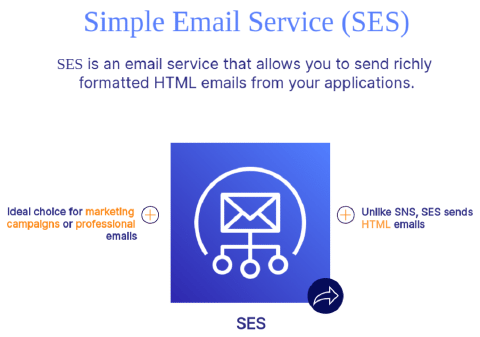 Simple Email Service (SES)
SES is an email service that allows you to send richly
formatted HTML emails from your applications.
Ideal choice for marketing
campaigns or professional
emails
Unlike SNS, SES sends
HTML emails
SES